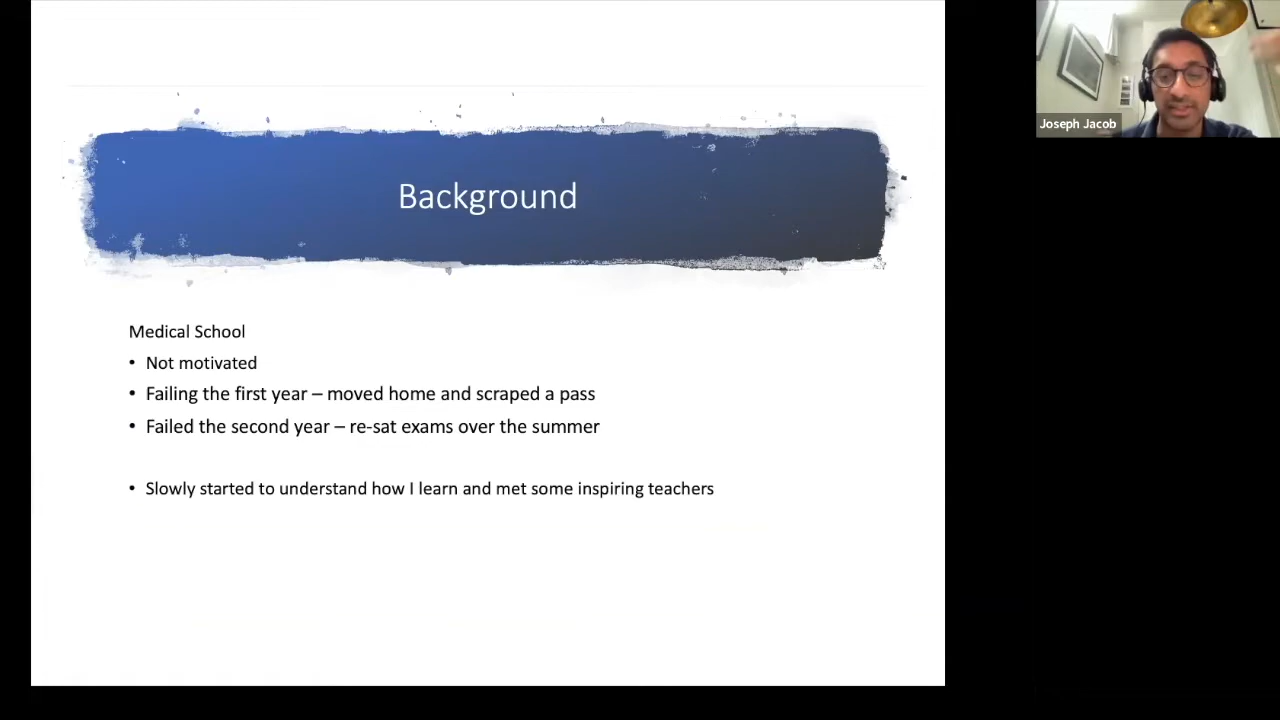 Background
Medical School
• Not motivated
• Failing the first year – moved home and scraped a pass
• Failed the second year – re-sat exams over the summer
• Slowly started to understand how I learn and met some inspiring teachers
Joseph Jacob